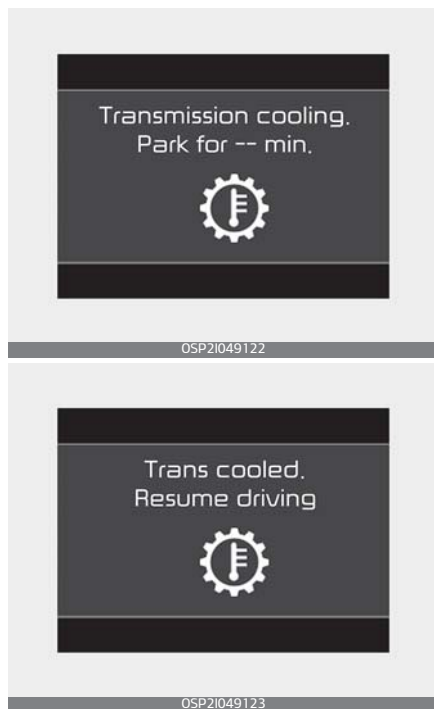 Transmission cooling.
Park for -- min.
OSP2I049122
Trans cooled.
Resume driving
OSP2I049123